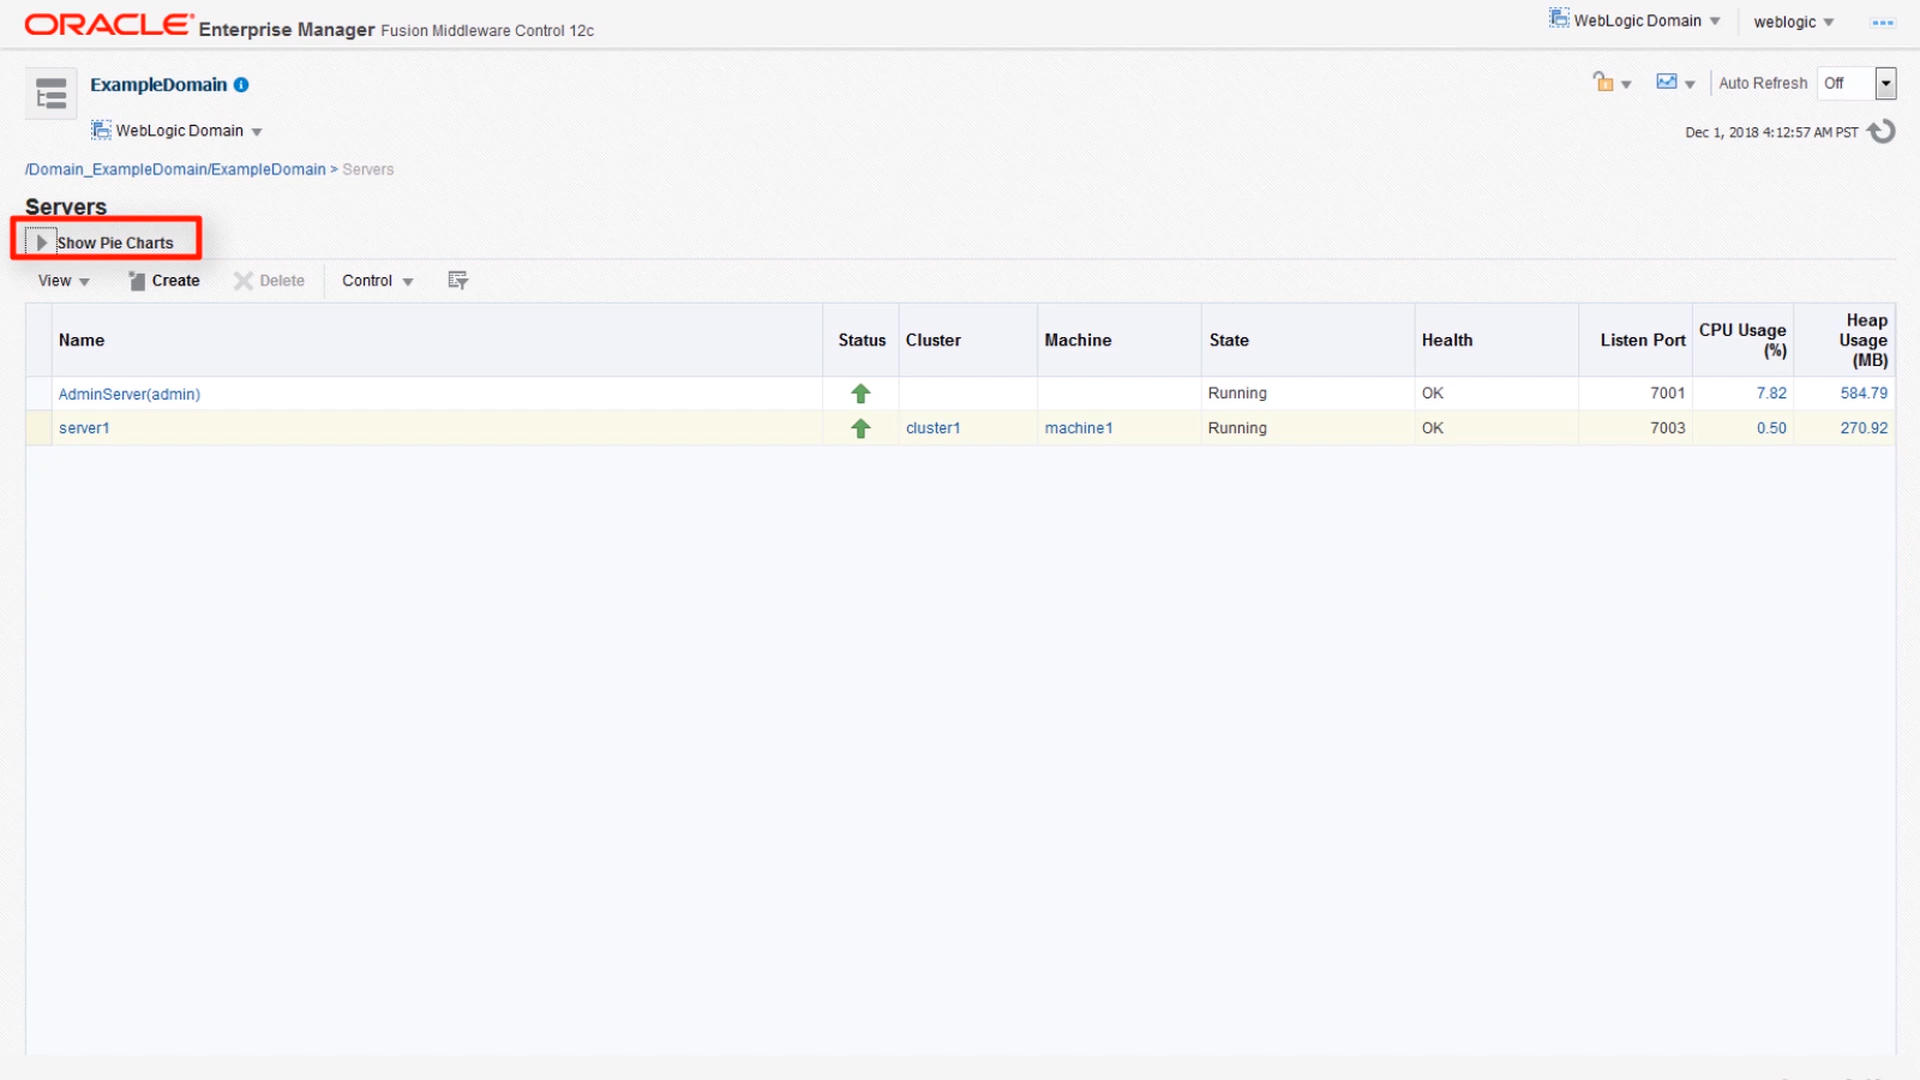 ORACLE Enterprise Manager Fusion Middleware Control 12c
WebLogic Domain
weblogic
ExampleDomain
Auto Refresh Off
WebLogic Domain
Dec 1, 2018 4:12:57 AM PST
/Domain_ExampleDomain/ExampleDomain > Servers
Servers
Show Pie Charts
View Create Delete Control
Name Status Cluster Machine State Health Listen Port CPU Usage (%) Heap Usage (MB)
AdminServer(admin) Running OK 7001 7.82 584.79
server1 cluster1 machine1 Running OK 7003 0.50 270.92